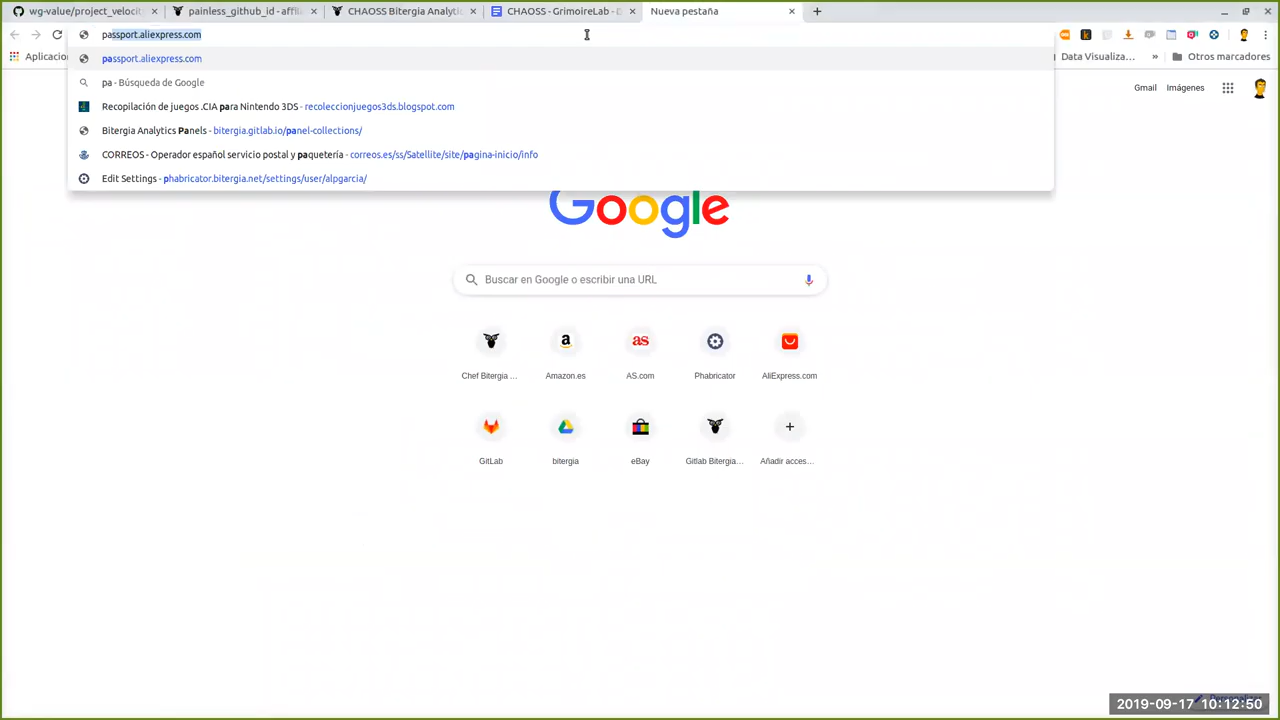 wg-value/project_velocit
painless_github_id - affilia
CHAOSS Bitergia Analytic
CHAOSS - GrimoireLab - D
Nueva pestaña
passport.aliexpress.com
Aplicacion
Data Visualiza...
»
Otros marcadores
passport.aliexpress.com
pa - Búsqueda de Google
Recopilación de juegos .CIA para Nintendo 3DS - recoleccionjuegos3ds.blogspot.com
Bitergia Analytics Panels - bitergia.gitlab.io/panel-collections/
CORREOS - Operador español servicio postal y paquetería - correos.es/ss/Satellite/site/pagina-inicio/info
Edit Settings - phabricator.bitergia.net/settings/user/alpgarcia/
Gmail
Imágenes
Google
Buscar en Google o escribir una URL
Chef Bitergia ...
Amazon.es
AS.com
Phabricator
AliExpress.com
GitLab
bitergia
eBay
Gitlab Bitergia...
Añadir acces...
2019-09-17 10:12:50